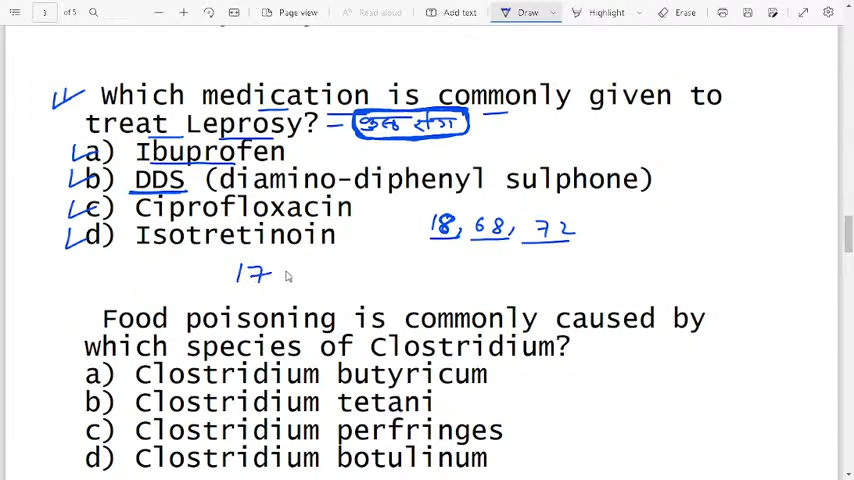 3 of 5 Page view Read aloud Add text Draw Highlight Erase
Which medication is commonly given to
treat Leprosy? = कुष्ठ रोग
a) Ibuprofen
b) DDS (diamino-diphenyl sulphone)
c) Ciprofloxacin
d) Isotretinoin
18, 68, 72
17
Food poisoning is commonly caused by
which species of Clostridium?
a) Clostridium butyricum
b) Clostridium tetani
c) Clostridium perfringes
d) Clostridium botulinum